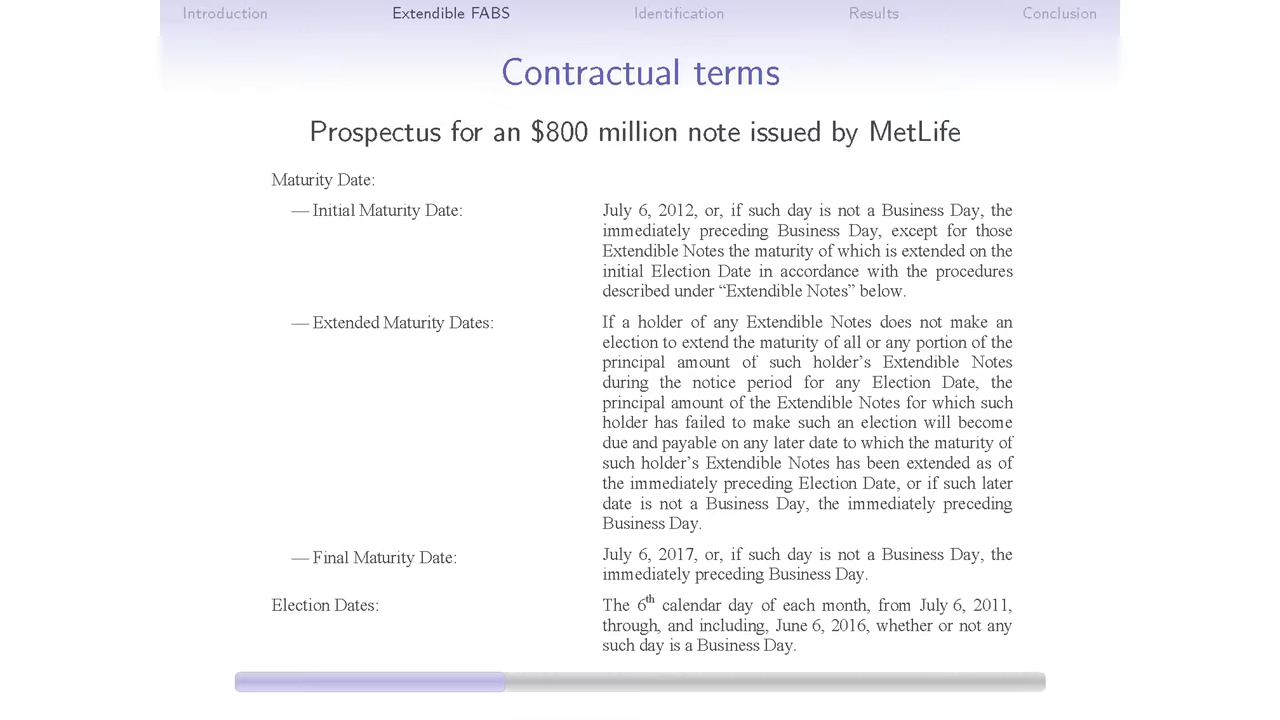 Introduction Extendible FABS Identification Results Conclusion
Contractual terms
Prospectus for an $800 million note issued by MetLife
Maturity Date:
— Initial Maturity Date:
July 6, 2012, or, if such day is not a Business Day, the
immediately preceding Business Day, except for those
Extendible Notes the maturity of which is extended on the
initial Election Date in accordance with the procedures
described under “Extendible Notes” below.
— Extended Maturity Dates:
If a holder of any Extendible Notes does not make an
election to extend the maturity of all or any portion of the
principal amount of such holder’s Extendible Notes
during the notice period for any Election Date, the
principal amount of the Extendible Notes for which such
holder has failed to make such an election will become
due and payable on any later date to which the maturity of
such holder’s Extendible Notes has been extended as of
the immediately preceding Election Date, or if such later
date is not a Business Day, the immediately preceding
Business Day.
— Final Maturity Date:
July 6, 2017, or, if such day is not a Business Day, the
immediately preceding Business Day.
Election Dates:
The 6th calendar day of each month, from July 6, 2011,
through, and including, June 6, 2016, whether or not any
such day is a Business Day.